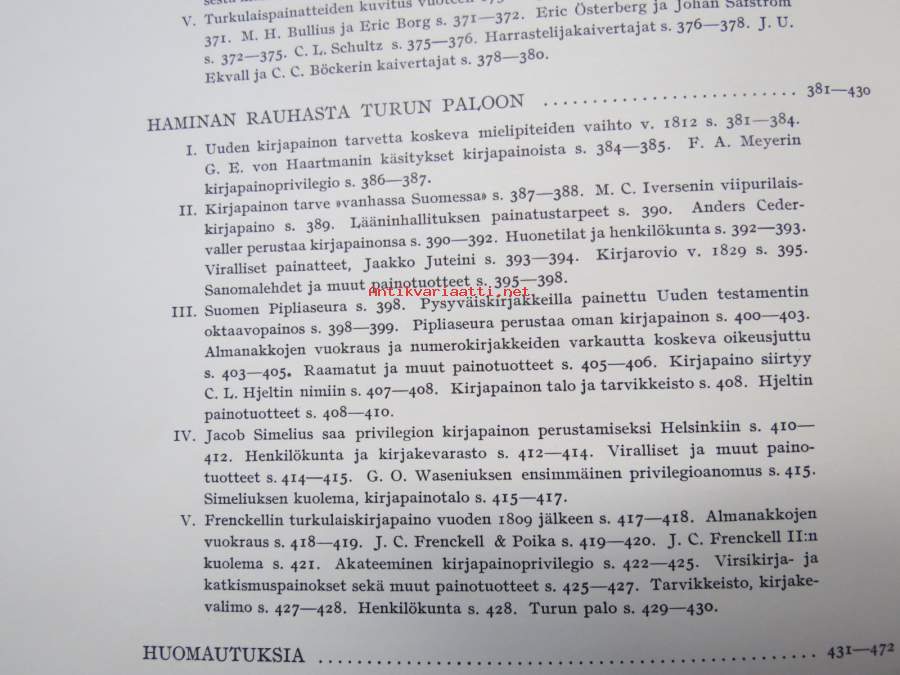 V. Turkulaispainatteiden kuvitus vuoteen
371. M. H. Bullius ja Eric Borg s. 371—372. Eric Österberg ja Johan Säfström
s. 372—375. C. L. Schultz s. 375—376. Harrastelijakaivertajat s. 376—378. J. U.
Ekvall ja C. C. Böckerin kaivertajat s. 378—380.
HAMINAN RAUHASTA TURUN PALOON .......................... 381—430
I. Uuden kirjapainon tarvetta koskeva mielipiteiden vaihto v. 1812 s. 381—384.
G. E. von Haartmanin käsitykset kirjapainoista s. 384—385. F. A. Meyerin
kirjapainoprivilegio s. 386—387.
II. Kirjapainon tarve »vanhassa Suomessa» s. 387—388. M. C. Iversenin viipurilais-
kirjapaino s. 389. Lääninhallituksen painatustarpeet s. 390. Anders Ceder-
valler perustaa kirjapainonsa s. 390—392. Huonetilat ja henkilökunta s. 392—393.
Viralliset painatteet, Jaakko Juteini s. 393—394. Kirjarovio v. 1829 s. 395.
Sanomalehdet ja muut painotuotteet s. 395—398.
Antikvariaatti.net
III. Suomen Pipliaseura s. 398. Pysyväiskirjakkeilla painettu Uuden testamentin
oktaavopainos s. 398—399. Pipliaseura perustaa oman kirjapainon s. 400—403.
Almanakkojen vuokraus ja numerokirjakkeiden varkautta koskeva oikeusjuttu
s. 403—405. Raamatut ja muut painotuotteet s. 405—406. Kirjapaino siirtyy
C. L. Hjeltin nimiin s. 407—408. Kirjapainon talo ja tarvikkeisto s. 408. Hjeltin
painotuotteet s. 408—410.
IV. Jacob Simelius saa privilegion kirjapainon perustamiseksi Helsinkiin s. 410—
412. Henkilökunta ja kirjakevarasto s. 412—414. Viralliset ja muut paino-
tuotteet s. 414—415. G. O. Waseniuksen ensimmäinen privilegioanomus s. 415.
Simeliuksen kuolema, kirjapainotalo s. 415—417.
V. Frenckellin turkulaiskirjapaino vuoden 1809 jälkeen s. 417—418. Almanakkojen
vuokraus s. 418—419. J. C. Frenckell & Poika s. 419—420. J. C. Frenckell II:n
kuolema s. 421. Akateeminen kirjapainoprivilegio s. 422—425. Virsikirja- ja
katkismuspainokset sekä muut painotuotteet s. 425—427. Tarvikkeisto, kirjake-
valimo s. 427—428. Henkilökunta s. 428. Turun palo s. 429—430.
HUOMAUTUKSIA ............................................. 431—472